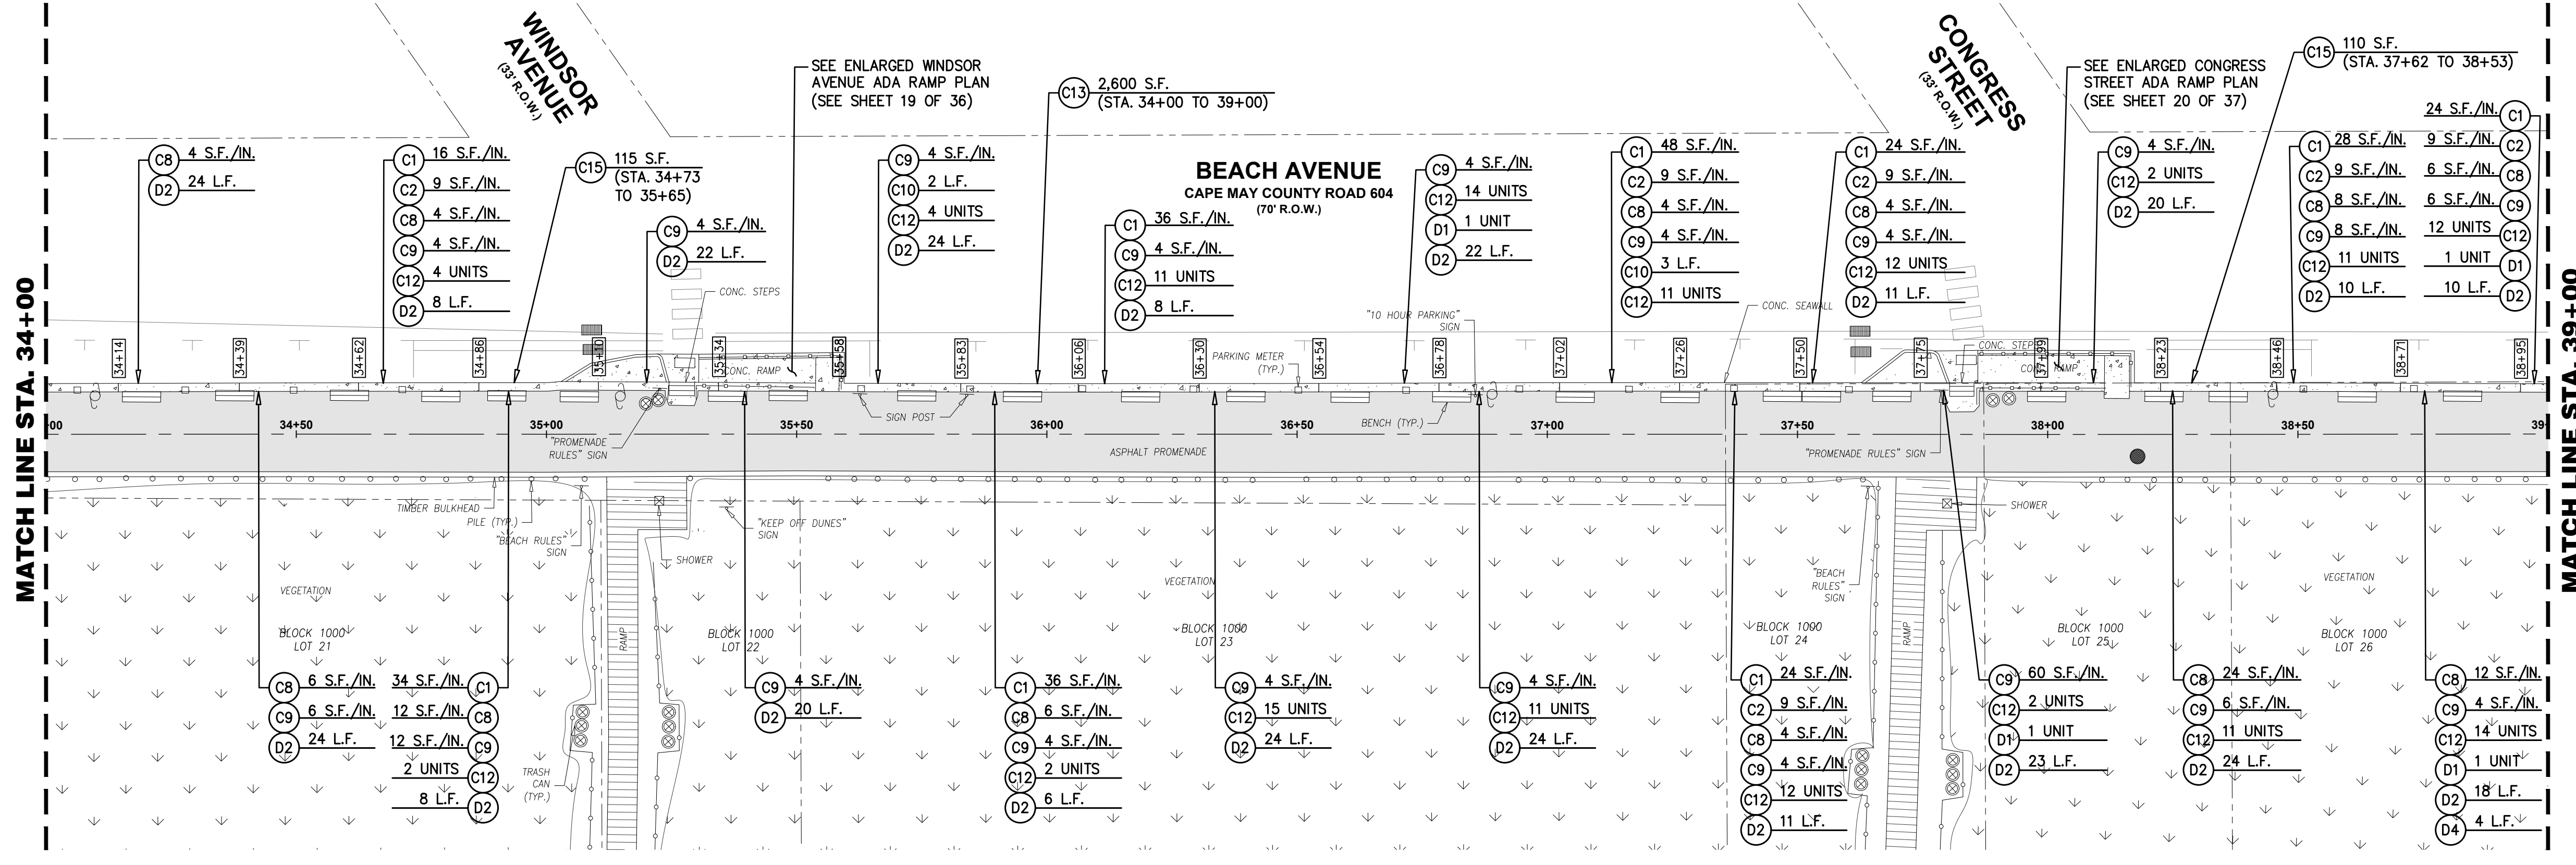 MATCH LINE STA. 34+00
WINDSOR
AVENUE
(33' R.O.W.)
SEE ENLARGED WINDSOR
AVENUE ADA RAMP PLAN
(SEE SHEET 19 OF 36)
C13 2,600 S.F.
(STA. 34+00 TO 39+00)
CONGRESS
STREET
(33' R.O.W.)
SEE ENLARGED CONGRESS
STREET ADA RAMP PLAN
(SEE SHEET 20 OF 37)
C15 110 S.F.
(STA. 37+62 TO 38+53)
BEACH AVENUE
CAPE MAY COUNTY ROAD 604
(70' R.O.W.)
C8 4 S.F./IN.
D2 24 L.F.
C1 16 S.F./IN.
C2 9 S.F./IN.
C8 4 S.F./IN.
C9 4 S.F./IN.
C12 4 UNITS
D2 8 L.F.
C15 115 S.F.
(STA. 34+73
TO 35+65)
C9 4 S.F./IN.
D2 22 L.F.
C9 4 S.F./IN.
C10 2 L.F.
C12 4 UNITS
D2 24 L.F.
C1 36 S.F./IN.
C9 4 S.F./IN.
C12 11 UNITS
D2 8 L.F.
C9 4 S.F./IN.
C12 14 UNITS
D1 1 UNIT
D2 22 L.F.
C1 48 S.F./IN.
C2 9 S.F./IN.
C8 4 S.F./IN.
C9 4 S.F./IN.
C10 3 L.F.
C12 11 UNITS
C1 24 S.F./IN.
C2 9 S.F./IN.
C8 4 S.F./IN.
C9 4 S.F./IN.
C12 12 UNITS
D2 11 L.F.
C9 4 S.F./IN.
C12 2 UNITS
D2 20 L.F.
C1 28 S.F./IN.
C2 9 S.F./IN.
C8 8 S.F./IN.
C9 8 S.F./IN.
C12 11 UNITS
D2 10 L.F.
24 S.F./IN. C1
9 S.F./IN. C2
6 S.F./IN. C8
6 S.F./IN. C9
12 UNITS C12
1 UNIT D1
10 L.F. D2
CONC. STEPS
"10 HOUR PARKING"
SIGN
PARKING METER
(TYP.)
CONC. SEAWALL
CONC. STEPS
34+14
34+39
34+62
34+86
35+10
35+34
35+58
35+83
36+06
36+30
36+54
36+78
37+02
37+26
37+50
37+75
37+99
38+23
38+46
38+71
38+95
CONC. RAMP
CONC. RAMP
SIGN POST
BENCH (TYP.)
00
34+50
35+00
35+50
36+00
36+50
37+00
37+50
38+00
38+50
39+
"PROMENADE
RULES" SIGN
ASPHALT PROMENADE
"PROMENADE RULES" SIGN
TIMBER BULKHEAD
PILE (TYP.)
"BEACH RULES"
SIGN
"KEEP OFF DUNES"
SIGN
SHOWER
SHOWER
"BEACH
RULES"
SIGN
VEGETATION
VEGETATION
VEGETATION
RAMP
RAMP
BLOCK 1000
LOT 21
BLOCK 1000
LOT 22
BLOCK 1000
LOT 23
BLOCK 1000
LOT 24
BLOCK 1000
LOT 25
BLOCK 1000
LOT 26
C8 6 S.F./IN.
C9 6 S.F./IN.
D2 24 L.F.
34 S.F./IN. C1
12 S.F./IN. C8
12 S.F./IN. C9
2 UNITS C12
8 L.F. D2
TRASH
CAN
(TYP.)
C9 4 S.F./IN.
D2 20 L.F.
C1 36 S.F./IN.
C8 6 S.F./IN.
C9 4 S.F./IN.
C12 2 UNITS
D2 6 L.F.
C9 4 S.F./IN.
C12 15 UNITS
D2 24 L.F.
C9 4 S.F./IN.
C12 11 UNITS
D2 24 L.F.
C1 24 S.F./IN.
C2 9 S.F./IN.
C8 4 S.F./IN.
C9 4 S.F./IN.
C12 12 UNITS
D2 11 L.F.
C9 60 S.F./IN.
C12 2 UNITS
D1 1 UNIT
D2 23 L.F.
C8 24 S.F./IN.
C9 6 S.F./IN.
C12 11 UNITS
D2 24 L.F.
C8 12 S.F./IN.
C9 4 S.F./IN.
C12 14 UNITS
D1 1 UNIT
D2 18 L.F.
D4 4 L.F.
MATCH LINE STA. 39+00